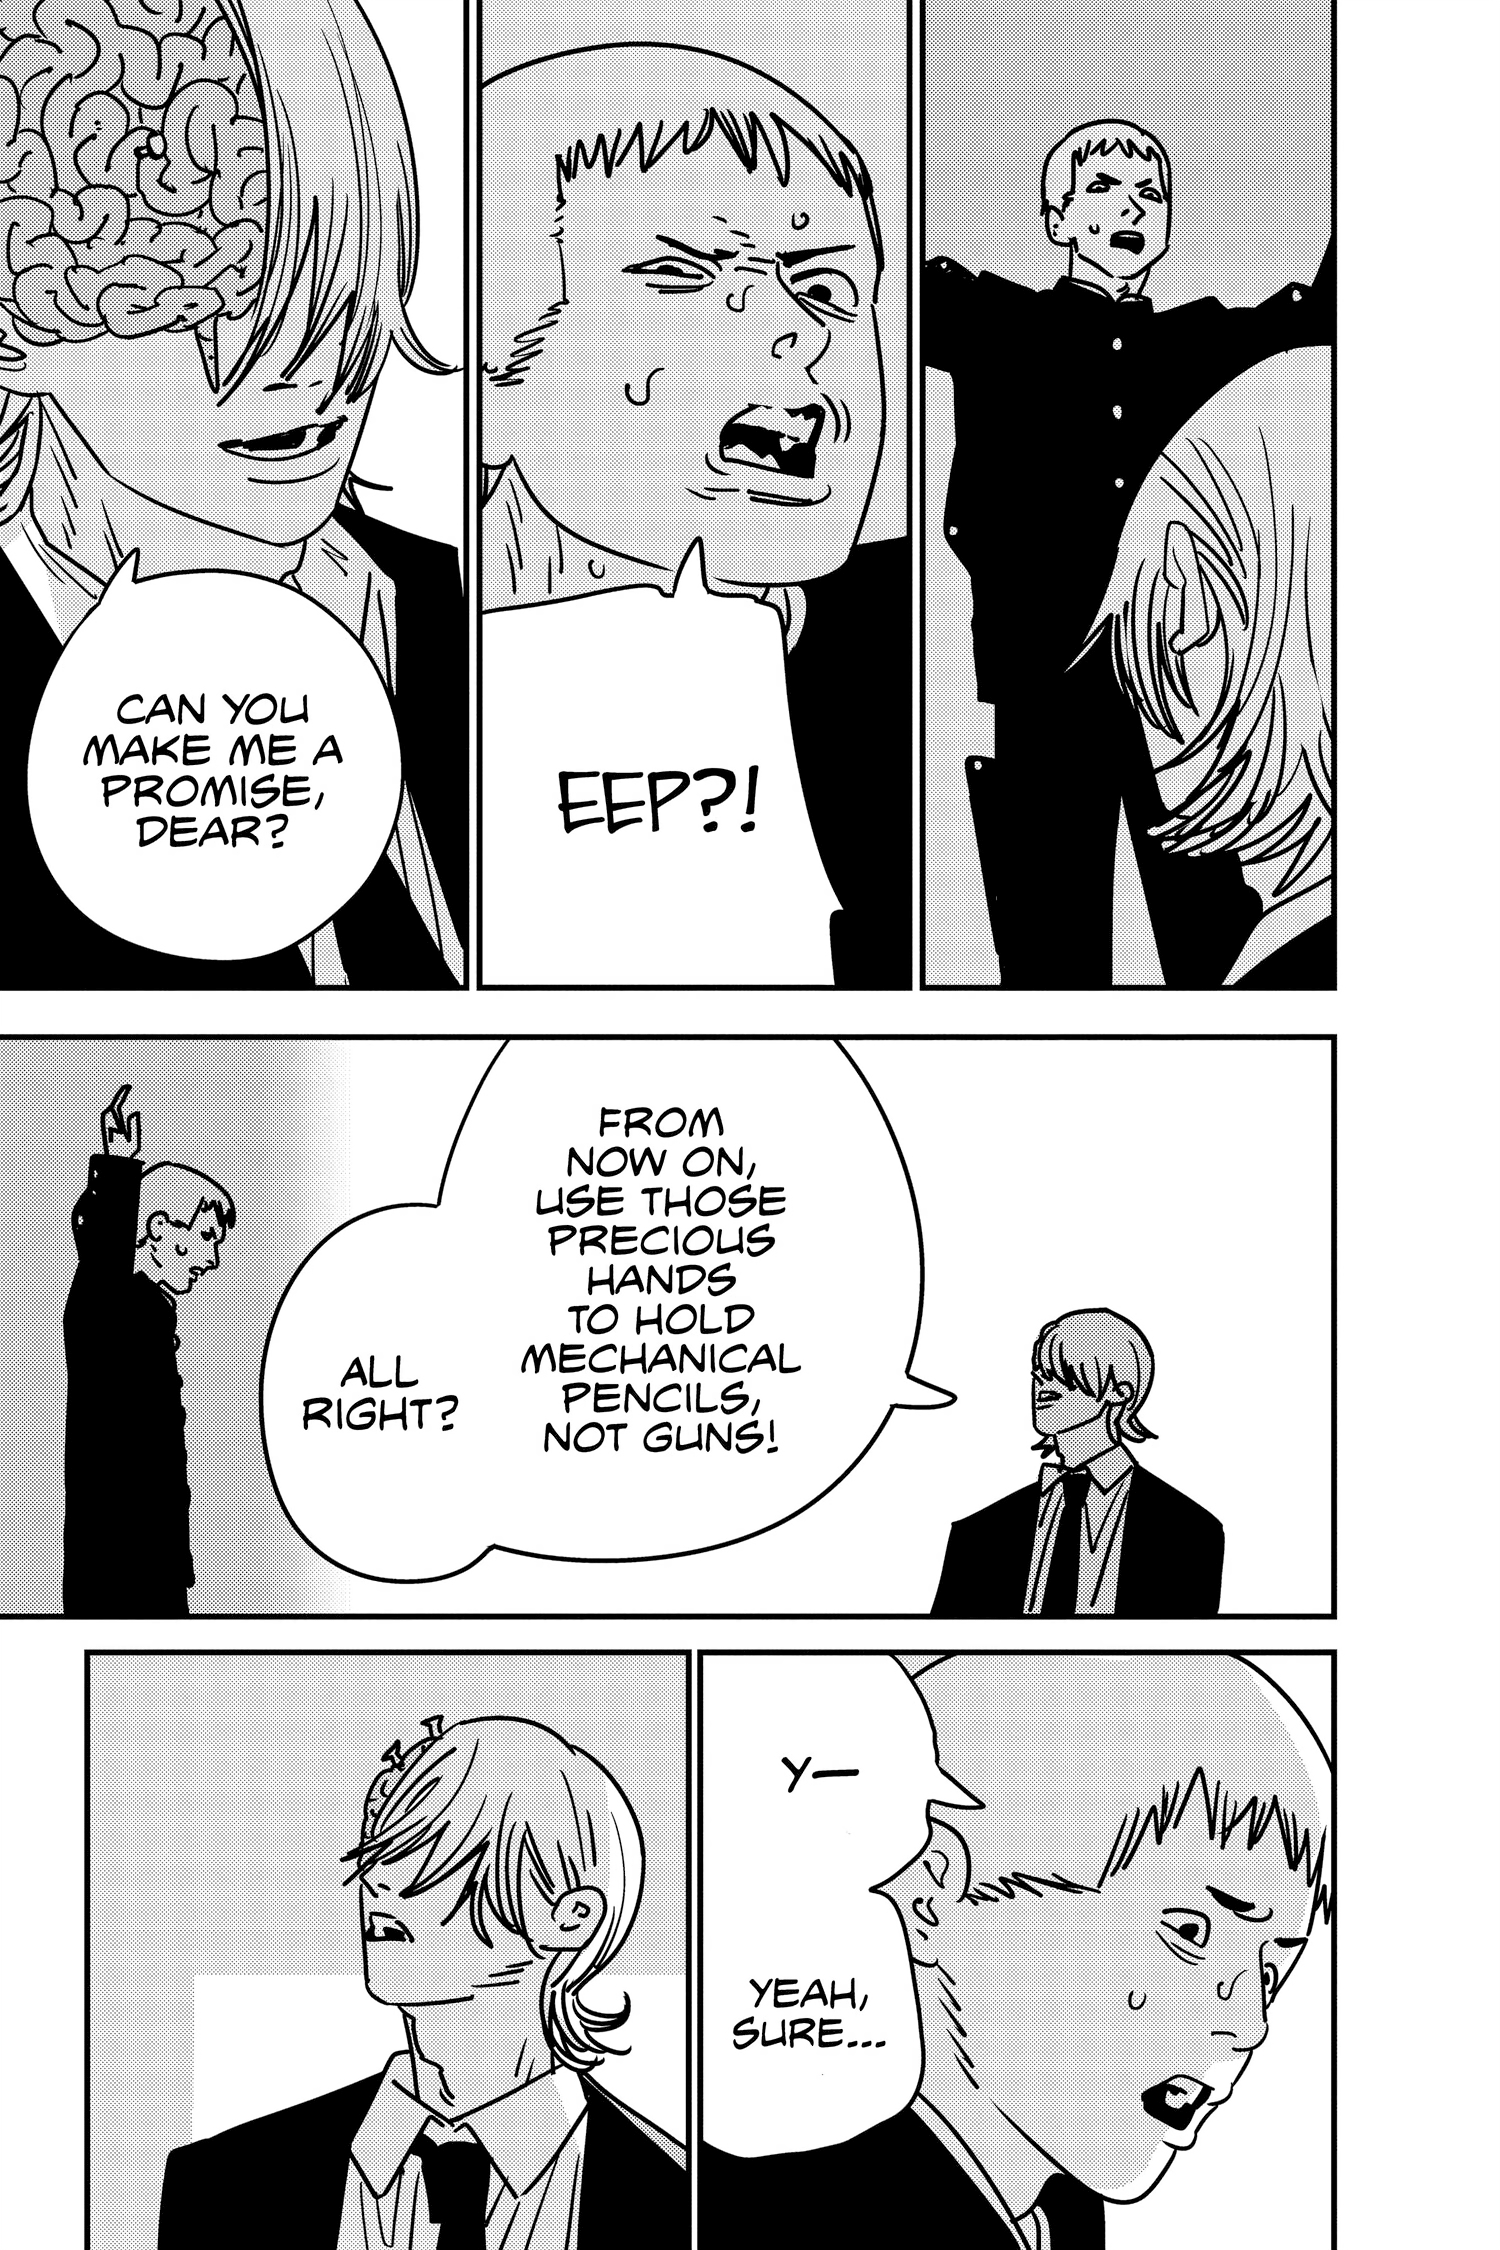 EEP?!
CAN YOU
MAKE ME A
PROMISE,
DEAR?
FROM
NOW ON,
USE THOSE
PRECIOUS
HANDS
TO HOLD
MECHANICAL
PENCILS,
NOT GUNS!
ALL
RIGHT?
Y—
YEAH,
SURE...